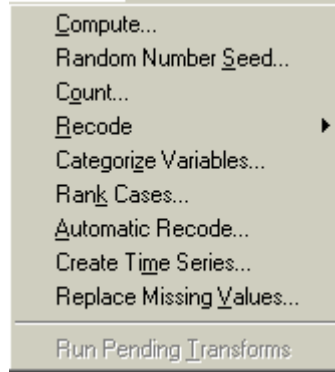 Compute...
Random Number Seed...
Count...
Recode
Categorize Variables...
Rank Cases...
Automatic Recode...
Create Time Series...
Replace Missing Values...
Run Pending Transforms